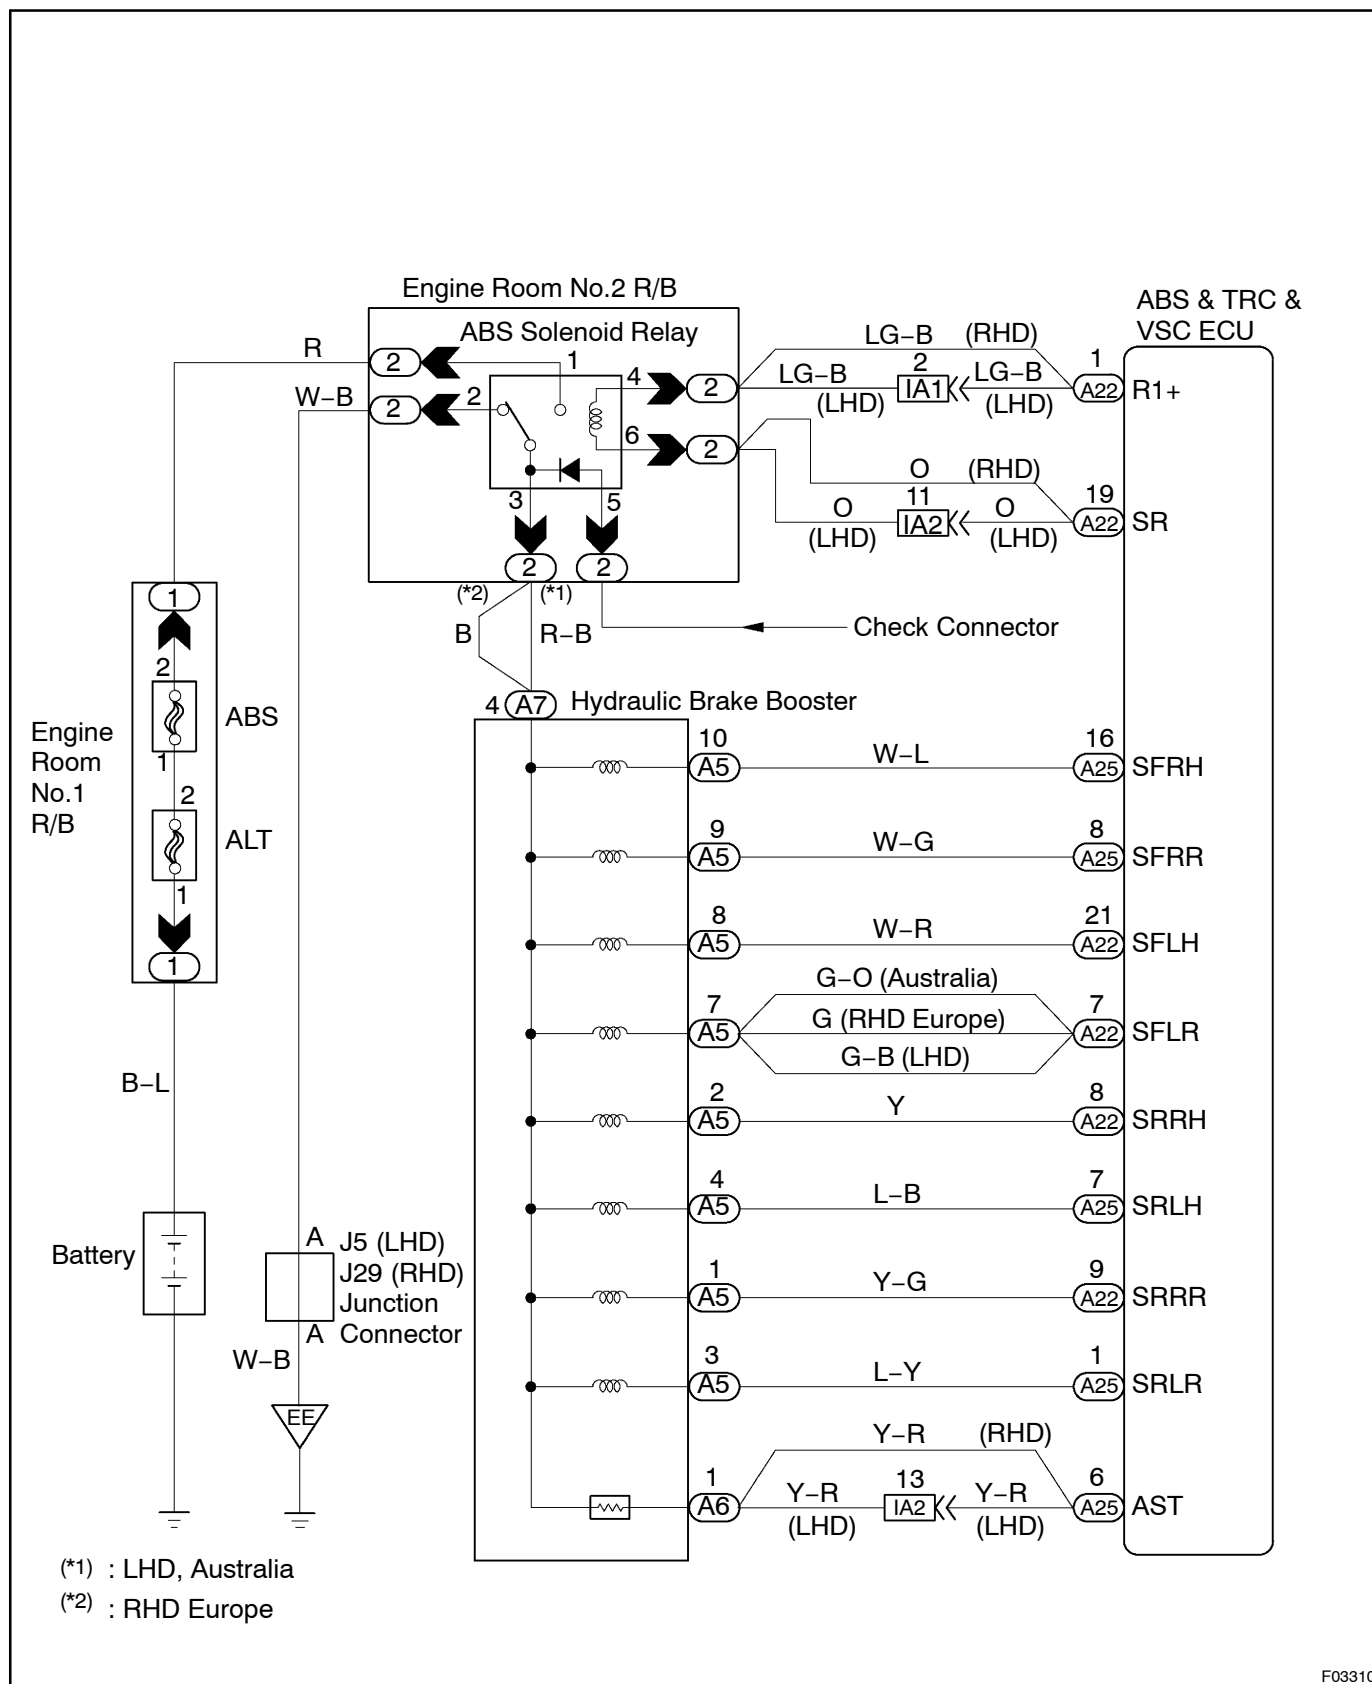 Engine Room No.2 R/B
ABS & TRC &
VSC ECU
ABS Solenoid Relay
R
2
1
4
2
LG–B (RHD)
2
LG–B
(LHD)
IA1
LG–B
(LHD)
1
A22
R1+
W–B
2
2
6
2
O (RHD)
11
O
(LHD)
IA2
O
(LHD)
19
A22
SR
3
5
2
2
(*2)
(*1)
B
R–B
Check Connector
1
2
ABS
1
Engine
Room
No.1
R/B
2
ALT
1
1
4
A7
Hydraulic Brake Booster
10
A5
W–L
16
A25
SFRH
9
A5
W–G
8
A25
SFRR
8
A5
W–R
21
A22
SFLH
G–O (Australia)
7
A5
G (RHD Europe)
G–B (LHD)
7
A22
SFLR
B–L
2
A5
Y
8
A22
SRRH
4
A5
L–B
7
A25
SRLH
Battery
A
J5 (LHD)
J29 (RHD)
Junction
Connector
A
W–B
EE
1
A5
Y–G
9
A22
SRRR
3
A5
L–Y
1
A25
SRLR
Y–R (RHD)
1
A6
Y–R
(LHD)
13
IA2
Y–R
(LHD)
6
A25
AST
(*1) : LHD, Australia
(*2) : RHD Europe
F03310